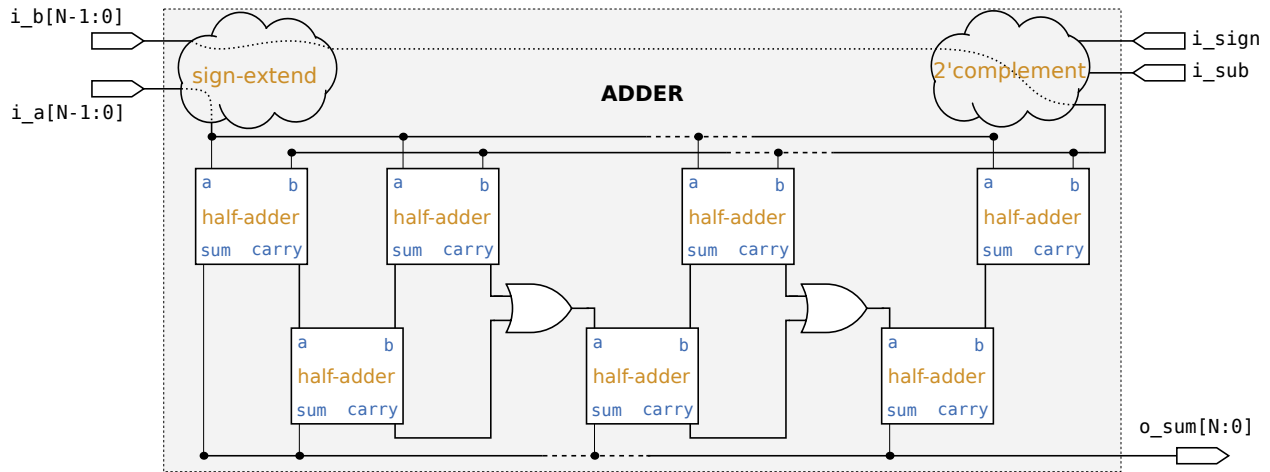 i_b[N-1:0]
i_sign
sign-extend
2'complement
i_sub
ADDER
i_a[N-1:0]
a b
a b
a b
a b
half-adder
half-adder
half-adder
half-adder
sum carry
sum carry
sum carry
sum carry
a b
a b
a b
half-adder
half-adder
half-adder
sum carry
sum carry
sum carry
o_sum[N:0]